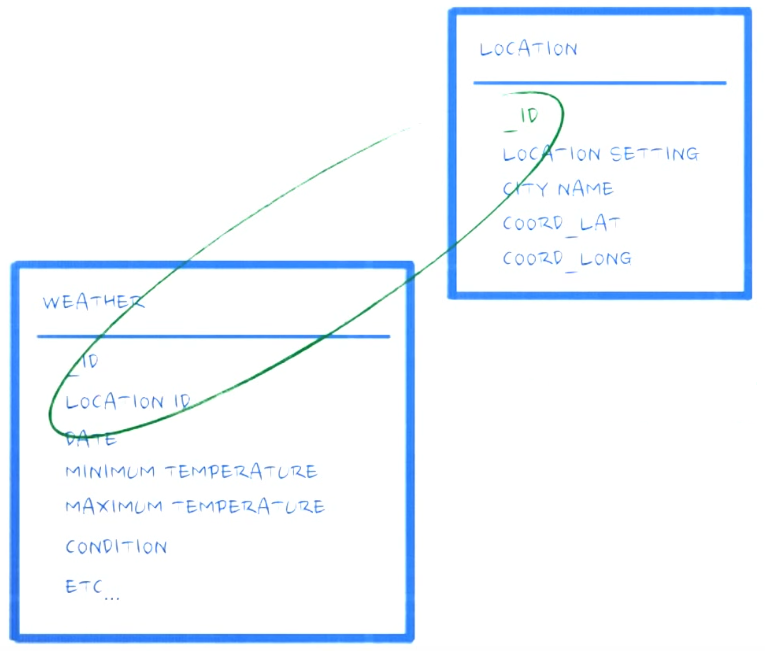 LOCATION
_ID
LOCATION SETTING
CITY NAME
COORD_LAT
COORD_LONG
WEATHER
_ID
LOCATION ID
DATE
MINIMUM TEMPERATURE
MAXIMUM TEMPERATURE
CONDITION
ETC...